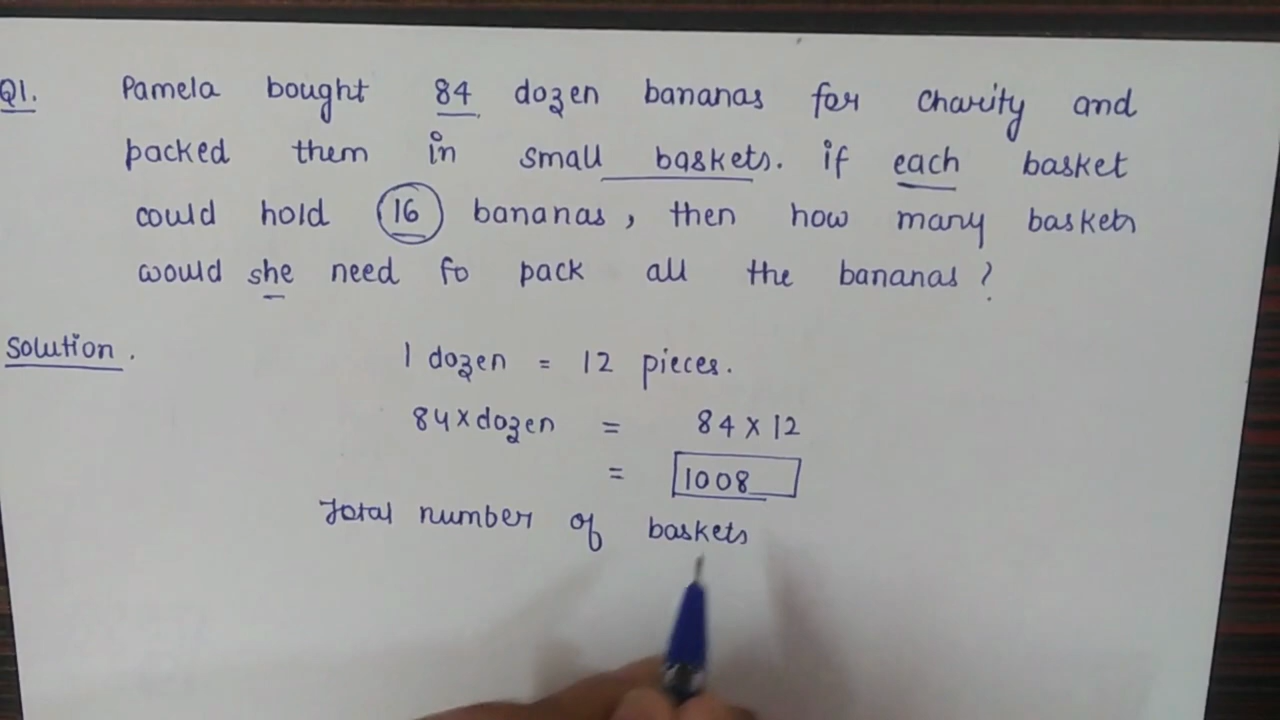 Q1. Pamela bought 84 dozen bananas for charity and
packed them in small baskets. if each basket
could hold 16 bananas, then how many baskets
would she need to pack all the bananas?
Solution.
1 dozen = 12 pieces.
84 x dozen = 84 x 12
= 1008
Total number of baskets